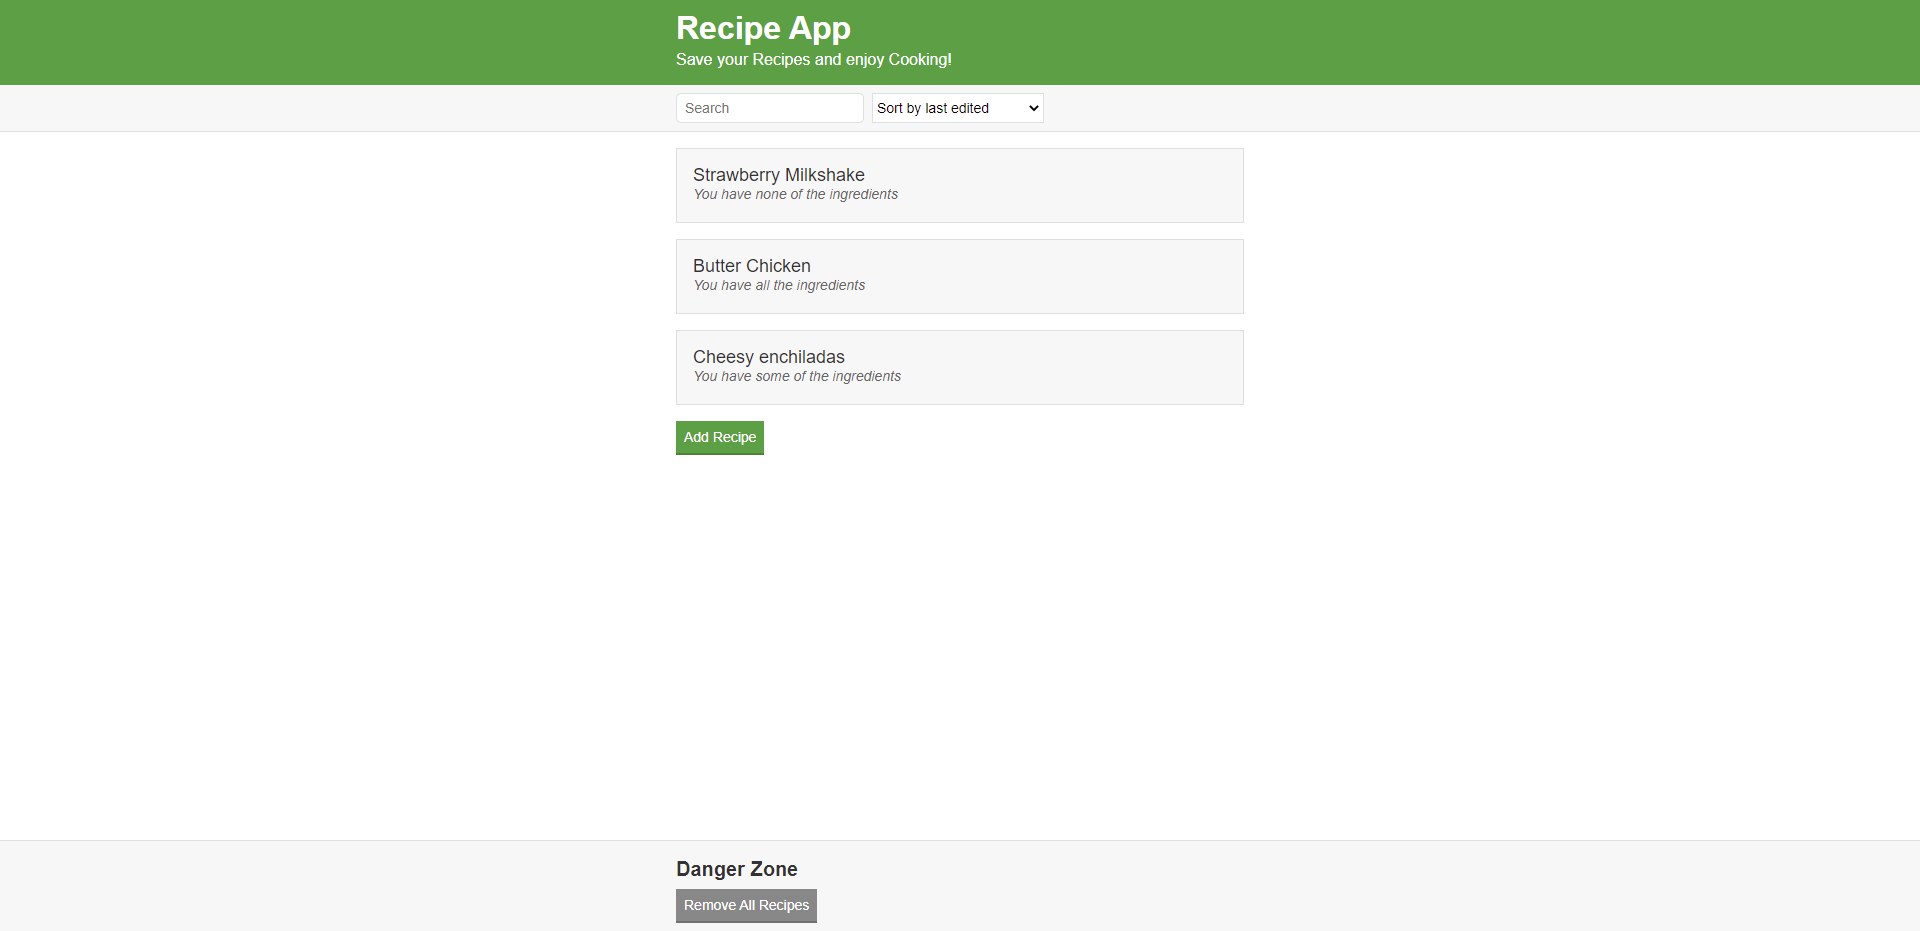 Recipe App
Save your Recipes and enjoy Cooking!
Search
Sort by last edited
Strawberry Milkshake
You have none of the ingredients
Butter Chicken
You have all the ingredients
Cheesy enchiladas
You have some of the ingredients
Add Recipe
Danger Zone
Remove All Recipes